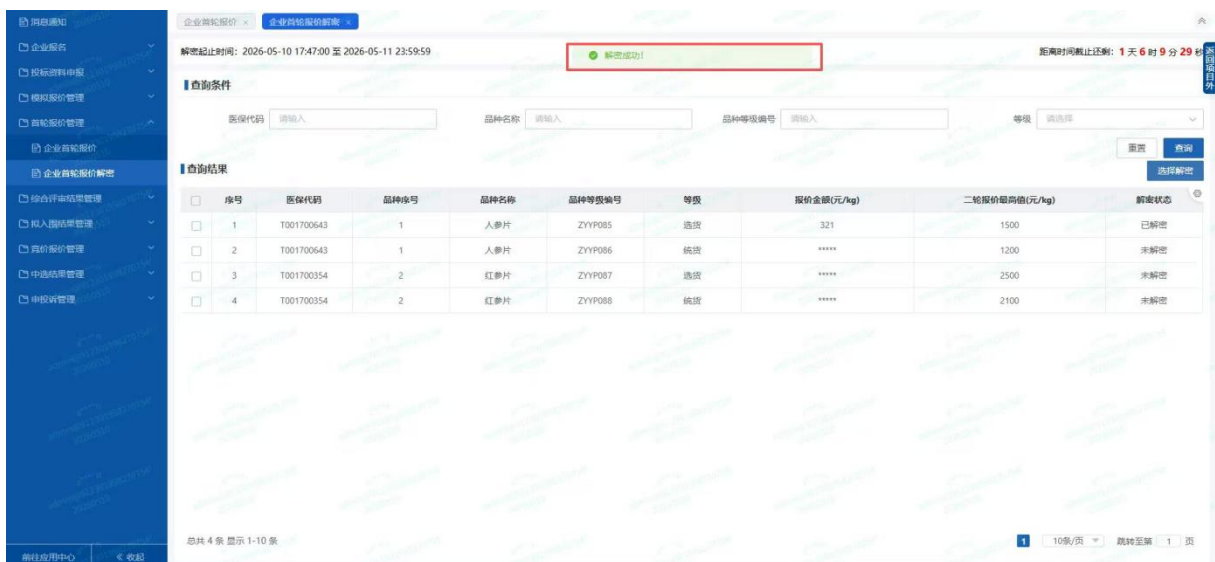 消息通知
企业报名
投标资料申报
模拟报价管理
首轮报价管理
企业首轮报价
企业首轮报价解密
综合评审结果管理
拟入围结果管理
竞价报价管理
中选结果管理
申投诉管理
前往应用中心 « 收起
企业首轮报价 × 企业首轮报价解密 ×
解密起止时间：2026-05-10 17:47:00 至 2026-05-11 23:59:59
解密成功!
距离时间截止还剩：1 天 6 时 9 分 29 秒
返回项目外
查询条件
医保代码 请输入 品种名称 请输入 品种等级编号 请输入 等级 请选择
重置 查询
查询结果
选择解密
序号 医保代码 品种序号 品种名称 品种等级编号 等级 报价金额(元/kg) 二轮报价最高值(元/kg) 解密状态
1 T001700643 1 人参片 ZYYP085 选货 321 1500 已解密
2 T001700643 1 人参片 ZYYP086 统货 ***** 1200 未解密
3 T001700354 2 红参片 ZYYP087 选货 ***** 2500 未解密
4 T001700354 2 红参片 ZYYP088 统货 ***** 2100 未解密
总共 4 条 显示 1-10 条
1 10条/页 跳转至第 1 页